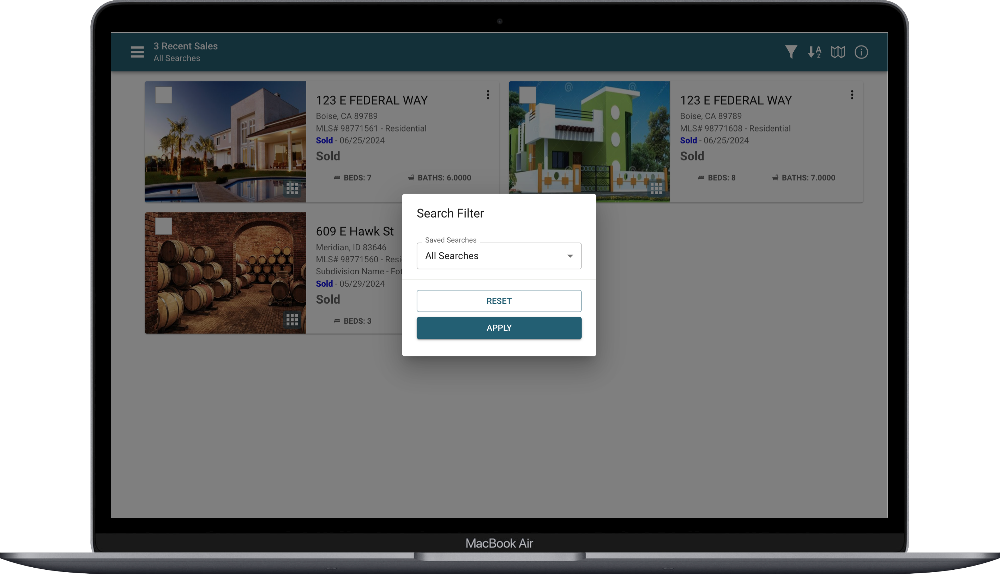 3 Recent Sales
All Searches
123 E FEDERAL WAY
Boise, CA 89789
MLS# 98771561 - Residential
Sold - 06/25/2024
Sold
BEDS: 7
BATHS: 6.0000
123 E FEDERAL WAY
Boise, CA 89789
MLS# 98771608 - Residential
Sold - 06/25/2024
Sold
BEDS: 8
BATHS: 7.0000
609 E Hawk St
Meridian, ID 83646
MLS# 98771560 - Resi
Subdivision Name - Fot
Sold - 05/29/2024
Sold
BEDS: 3
Search Filter
Saved Searches
All Searches
RESET
APPLY
MacBook Air